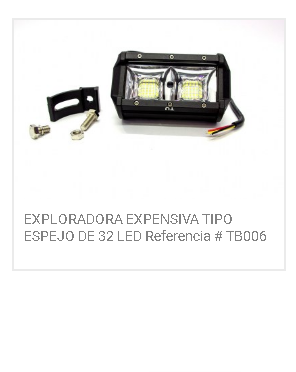 EXPLORADORA EXPENSIVA TIPO
ESPEJO DE 32 LED Referencia # TB006